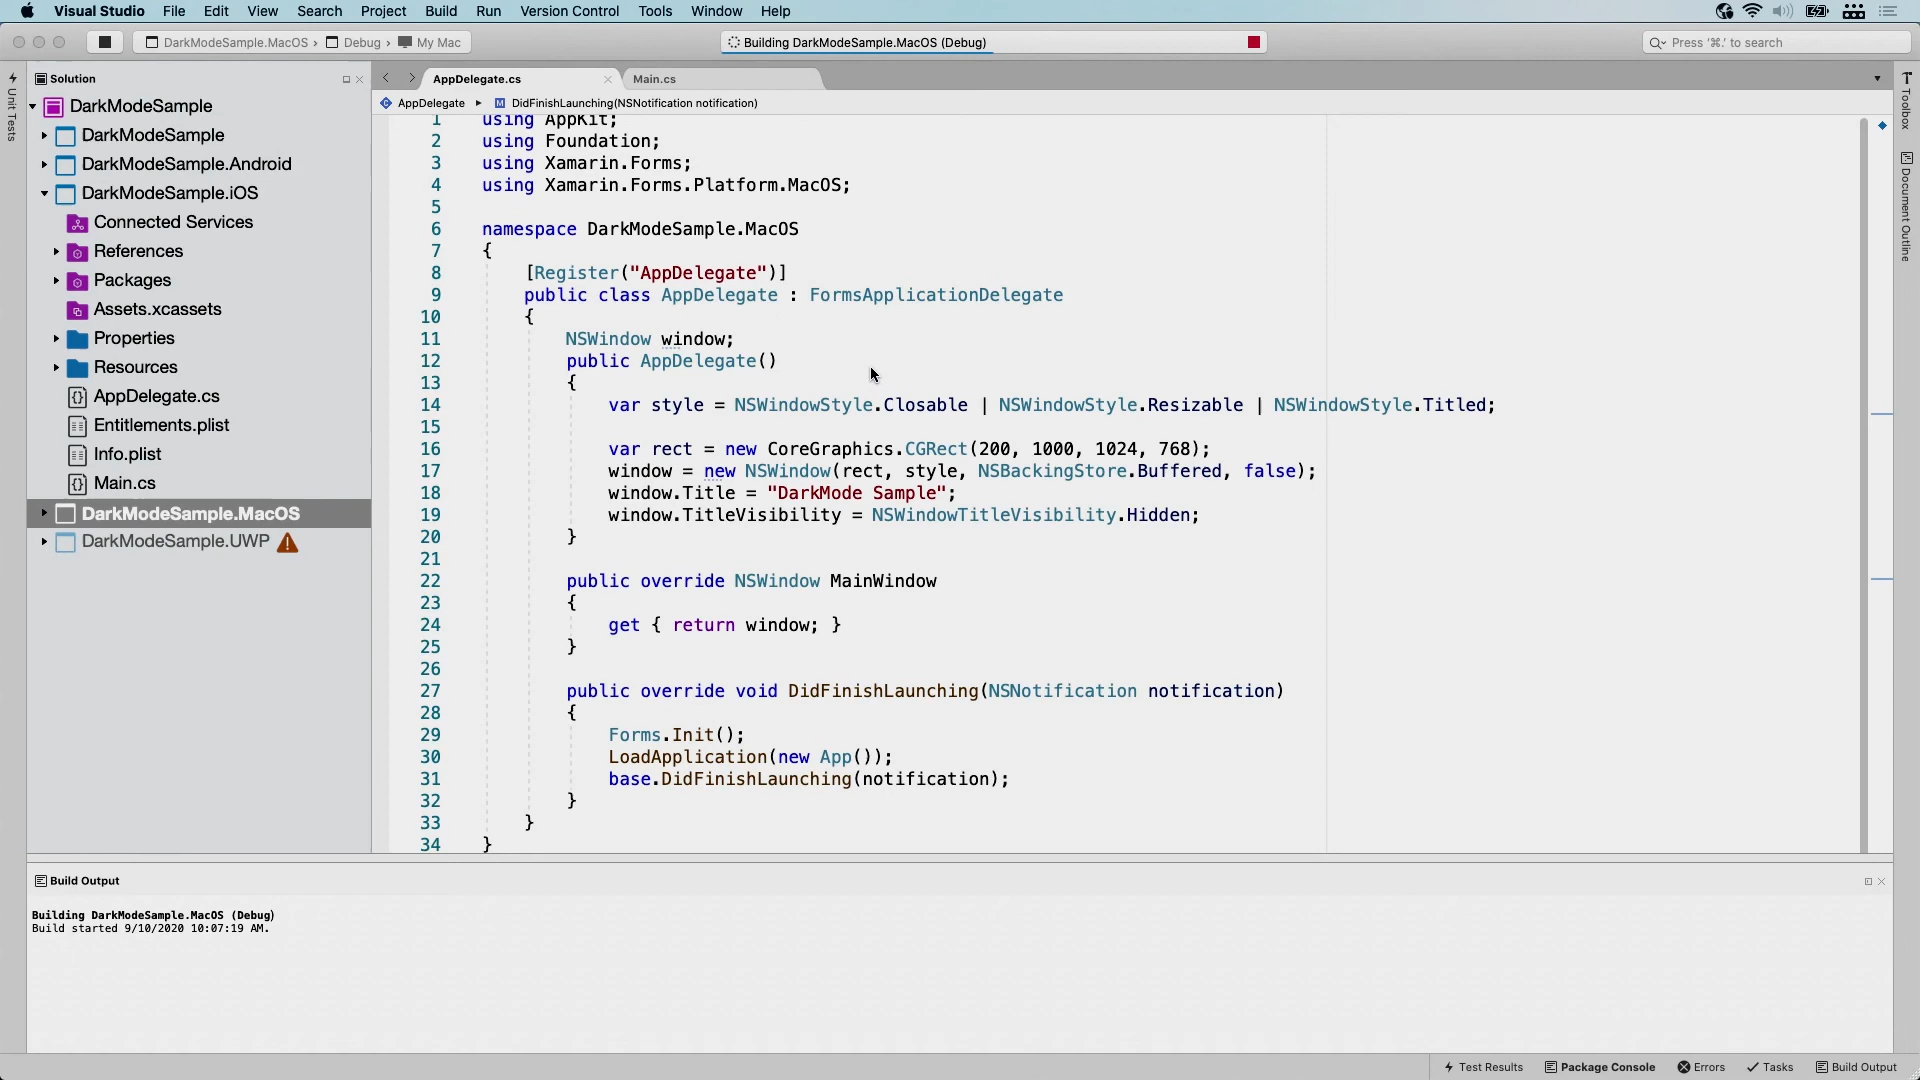 Visual Studio File Edit View Search Project Build Run Version Control Tools Window Help
DarkModeSample.MacOS › Debug › My Mac
Building DarkModeSample.MacOS (Debug)
Press '⌘.' to search
Unit Tests
Solution
DarkModeSample
DarkModeSample
DarkModeSample.Android
DarkModeSample.iOS
Connected Services
References
Packages
Assets.xcassets
Properties
Resources
AppDelegate.cs
Entitlements.plist
Info.plist
Main.cs
DarkModeSample.MacOS
DarkModeSample.UWP
AppDelegate.cs
Main.cs
AppDelegate ▸ M DidFinishLaunching(NSNotification notification)
1 using AppKit;
2 using Foundation;
3 using Xamarin.Forms;
4 using Xamarin.Forms.Platform.MacOS;
5
6 namespace DarkModeSample.MacOS
7 {
8 [Register("AppDelegate")]
9 public class AppDelegate : FormsApplicationDelegate
10 {
11 NSWindow window;
12 public AppDelegate()
13 {
14 var style = NSWindowStyle.Closable | NSWindowStyle.Resizable | NSWindowStyle.Titled;
15
16 var rect = new CoreGraphics.CGRect(200, 1000, 1024, 768);
17 window = new NSWindow(rect, style, NSBackingStore.Buffered, false);
18 window.Title = "DarkMode Sample";
19 window.TitleVisibility = NSWindowTitleVisibility.Hidden;
20 }
21
22 public override NSWindow MainWindow
23 {
24 get { return window; }
25 }
26
27 public override void DidFinishLaunching(NSNotification notification)
28 {
29 Forms.Init();
30 LoadApplication(new App());
31 base.DidFinishLaunching(notification);
32 }
33 }
34 }
Toolbox
Document Outline
Build Output
Building DarkModeSample.MacOS (Debug)
Build started 9/10/2020 10:07:19 AM.
Test Results Package Console Errors Tasks Build Output